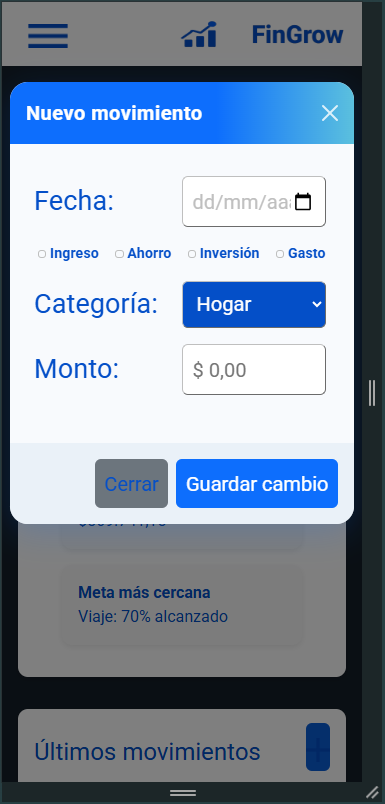 FinGrow
Nuevo movimiento
Fecha:
dd/mm/aaa
Ingreso Ahorro Inversión Gasto
Categoría: Hogar
Monto: $ 0,00
Cerrar Guardar cambio
Meta más cercana
Viaje: 70% alcanzado
Últimos movimientos